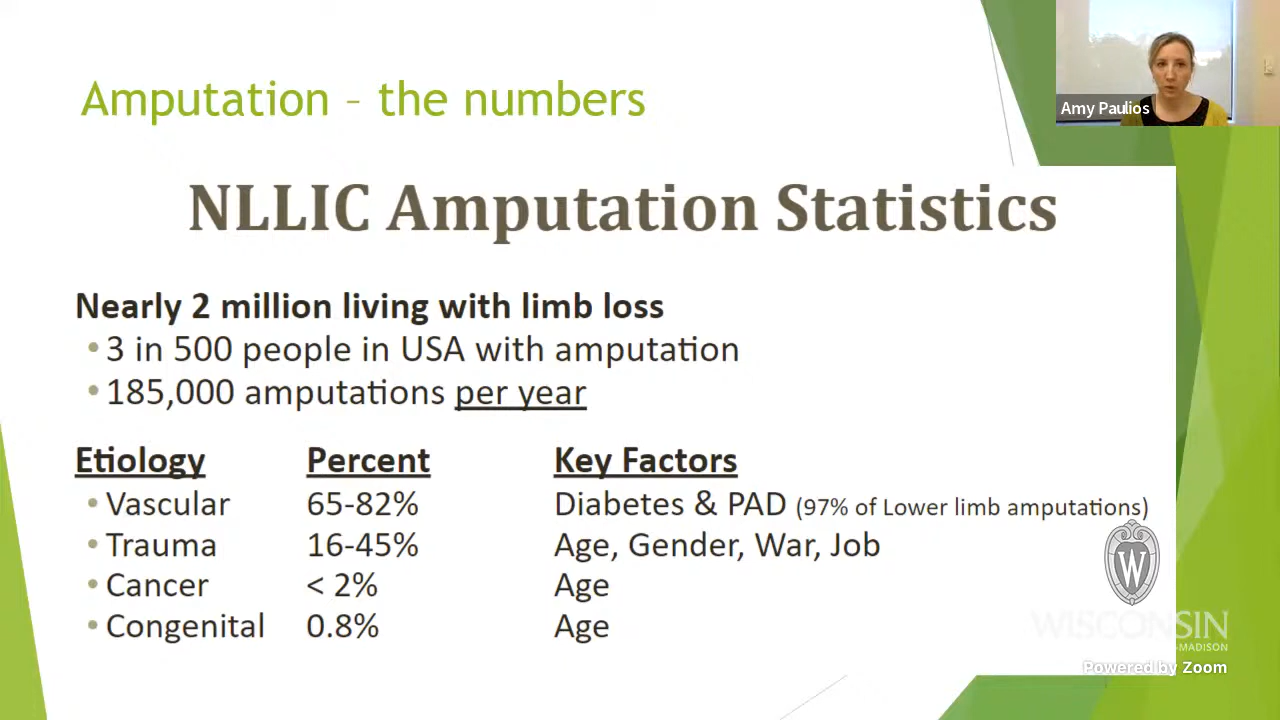 Amputation – the numbers
Amy Paulios
NLLIC Amputation Statistics
Nearly 2 million living with limb loss
• 3 in 500 people in USA with amputation
• 185,000 amputations per year
Etiology Percent Key Factors
• Vascular 65-82% Diabetes & PAD (97% of Lower limb amputations)
• Trauma 16-45% Age, Gender, War, Job
• Cancer < 2% Age
• Congenital 0.8% Age
W
WISCONSIN
-MADISON
Powered by Zoom